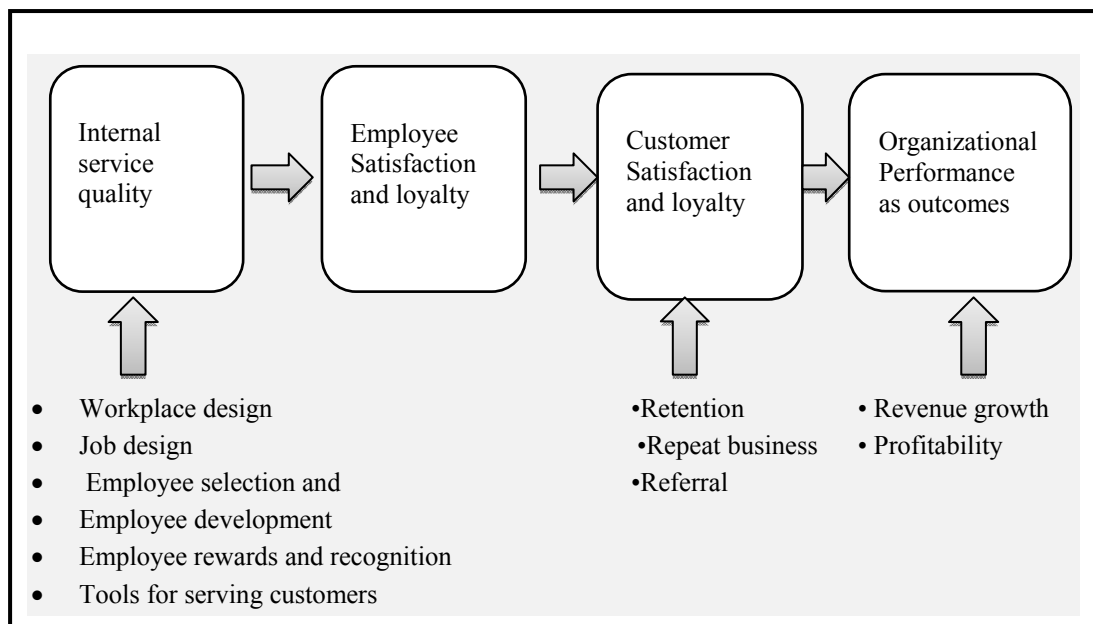 Internal
service
quality
Employee
Satisfaction
and loyalty
Customer
Satisfaction
and loyalty
Organizational
Performance
as outcomes
• Workplace design
• Job design
• Employee selection and
• Employee development
• Employee rewards and recognition
• Tools for serving customers
•Retention
•Repeat business
•Referral
• Revenue growth
• Profitability